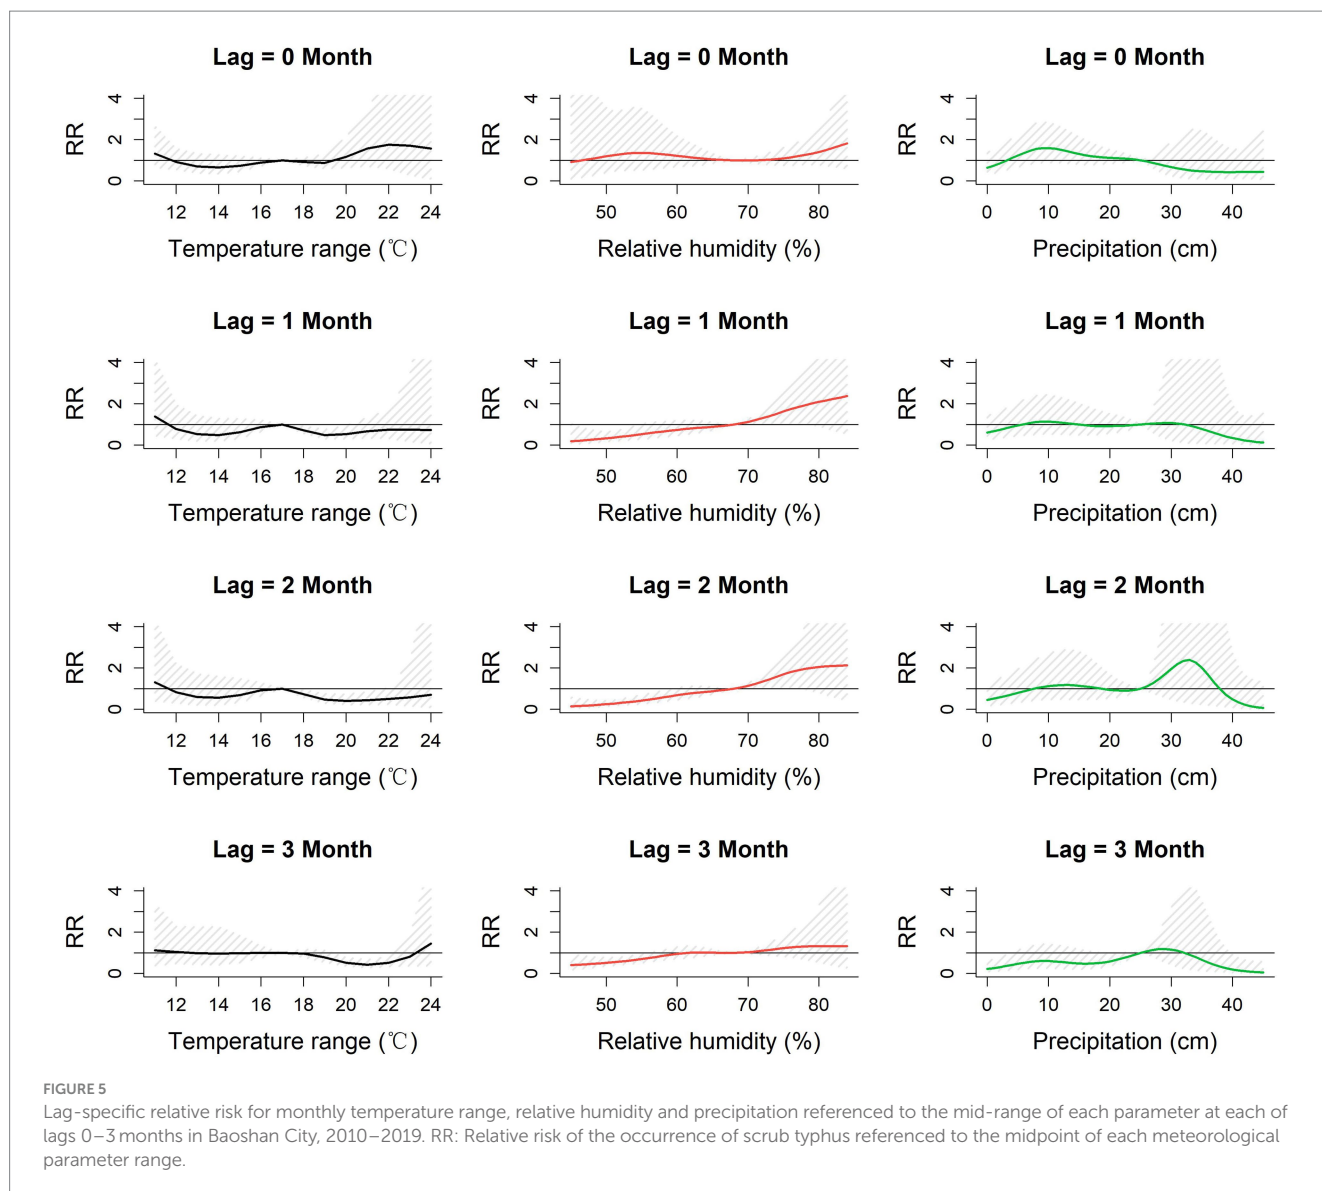 Lag = 0 Month
Lag = 0 Month
Lag = 0 Month
RR
4
2
0
12 14 16 18 20 22 24
Temperature range (℃)
RR
4
2
0
50 60 70 80
Relative humidity (%)
RR
4
2
0
0 10 20 30 40
Precipitation (cm)
Lag = 1 Month
Lag = 1 Month
Lag = 1 Month
RR
4
2
0
12 14 16 18 20 22 24
Temperature range (℃)
RR
4
2
0
50 60 70 80
Relative humidity (%)
RR
4
2
0
0 10 20 30 40
Precipitation (cm)
Lag = 2 Month
Lag = 2 Month
Lag = 2 Month
RR
4
2
0
12 14 16 18 20 22 24
Temperature range (℃)
RR
4
2
0
50 60 70 80
Relative humidity (%)
RR
4
2
0
0 10 20 30 40
Precipitation (cm)
Lag = 3 Month
Lag = 3 Month
Lag = 3 Month
RR
4
2
0
12 14 16 18 20 22 24
Temperature range (℃)
RR
4
2
0
50 60 70 80
Relative humidity (%)
RR
4
2
0
0 10 20 30 40
Precipitation (cm)
FIGURE 5
Lag-specific relative risk for monthly temperature range, relative humidity and precipitation referenced to the mid-range of each parameter at each of
lags 0–3 months in Baoshan City, 2010–2019. RR: Relative risk of the occurrence of scrub typhus referenced to the midpoint of each meteorological
parameter range.